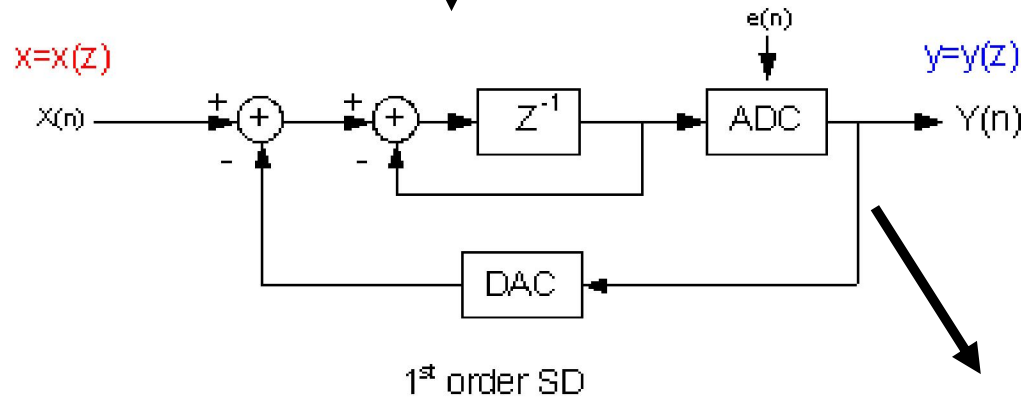 e(n)
x=x(z)
y=y(z)
X(n)
+
+
+
+
Z⁻¹
ADC
Y(n)
-
-
DAC
1ˢᵗ order SD